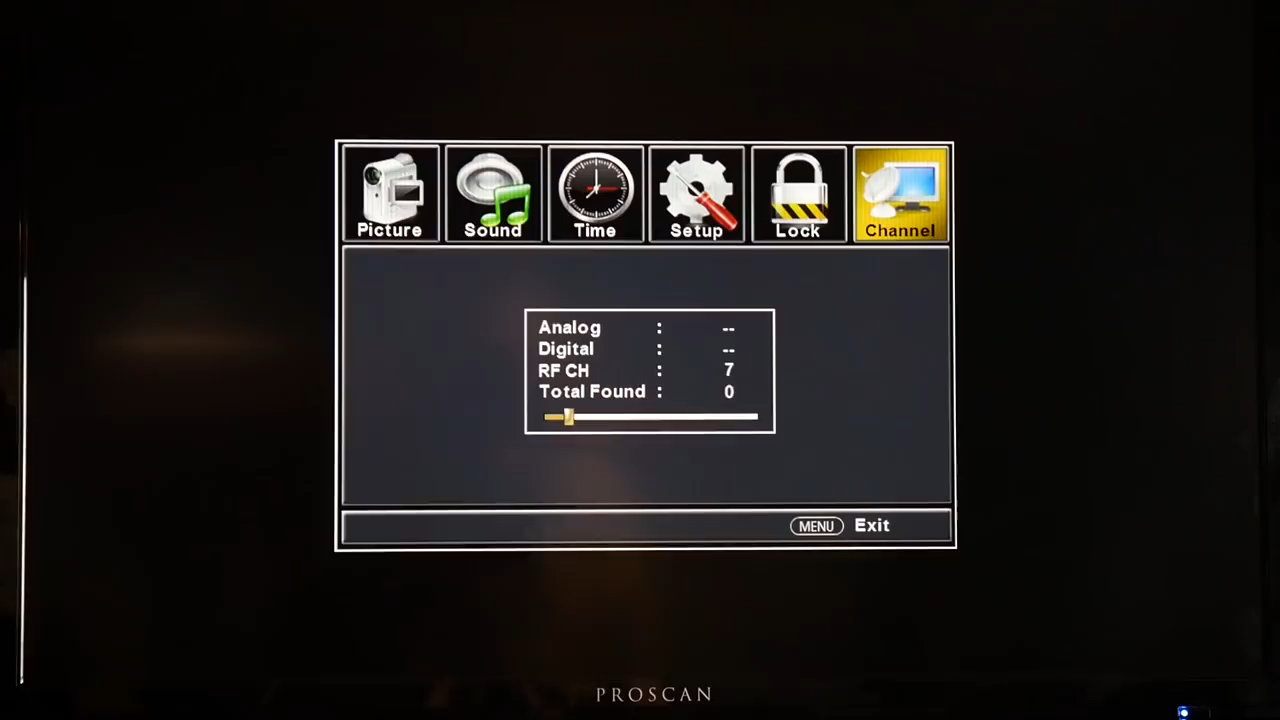 Picture Sound Time Setup Lock Channel
Analog : --
Digital : --
RF CH : 7
Total Found : 0
MENU Exit
PROSCAN